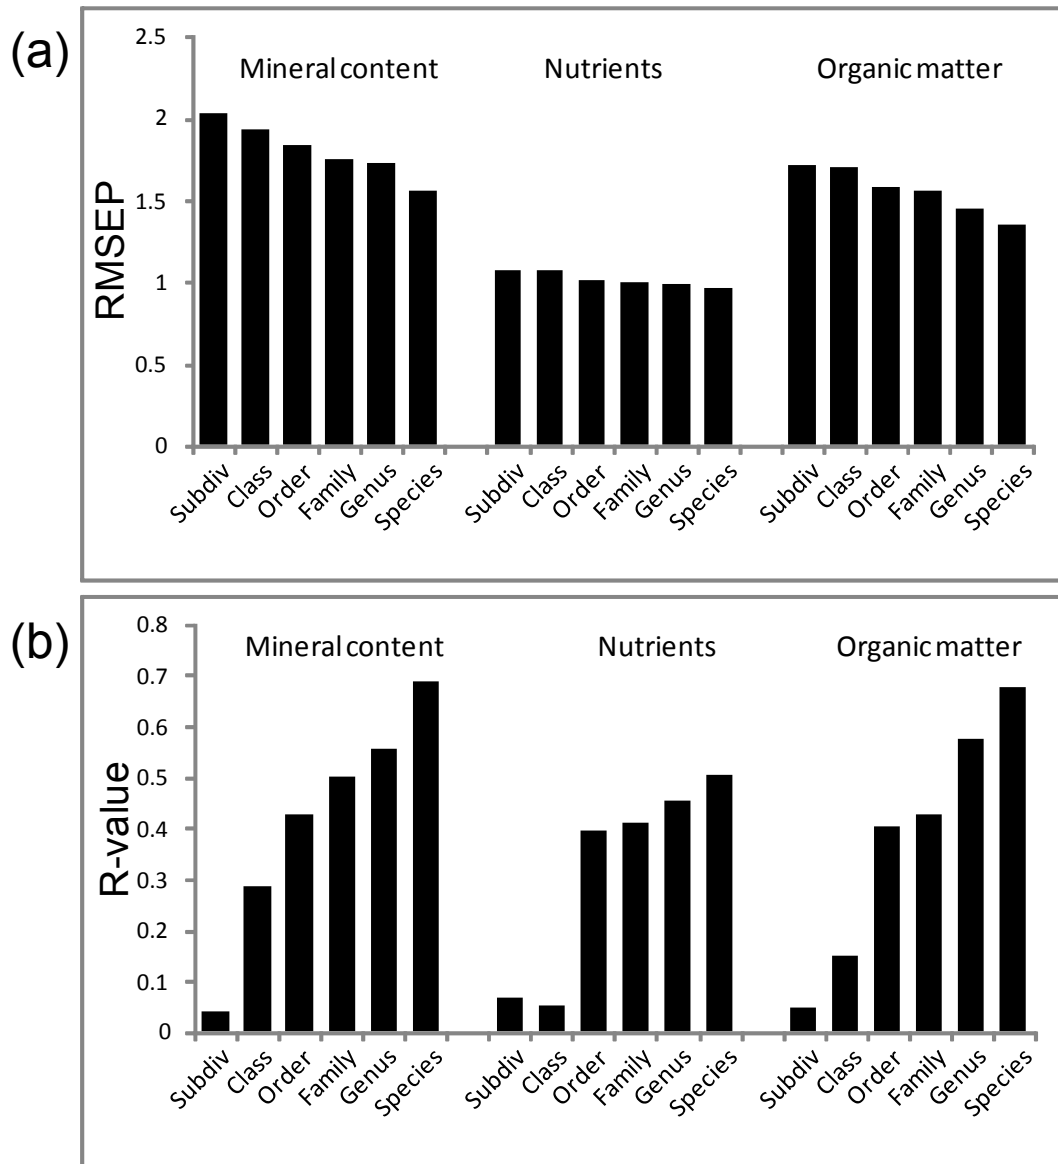 (a)
2.5
Mineral content Nutrients Organic matter
2
1.5
1
0.5
0
RMSEP
Subdiv Class Order Family Genus Species Subdiv Class Order Family Genus Species Subdiv Class Order Family Genus Species
(b)
0.8
Mineral content Nutrients Organic matter
0.7
0.6
0.5
0.4
0.3
0.2
0.1
0
R-value
Subdiv Class Order Family Genus Species Subdiv Class Order Family Genus Species Subdiv Class Order Family Genus Species